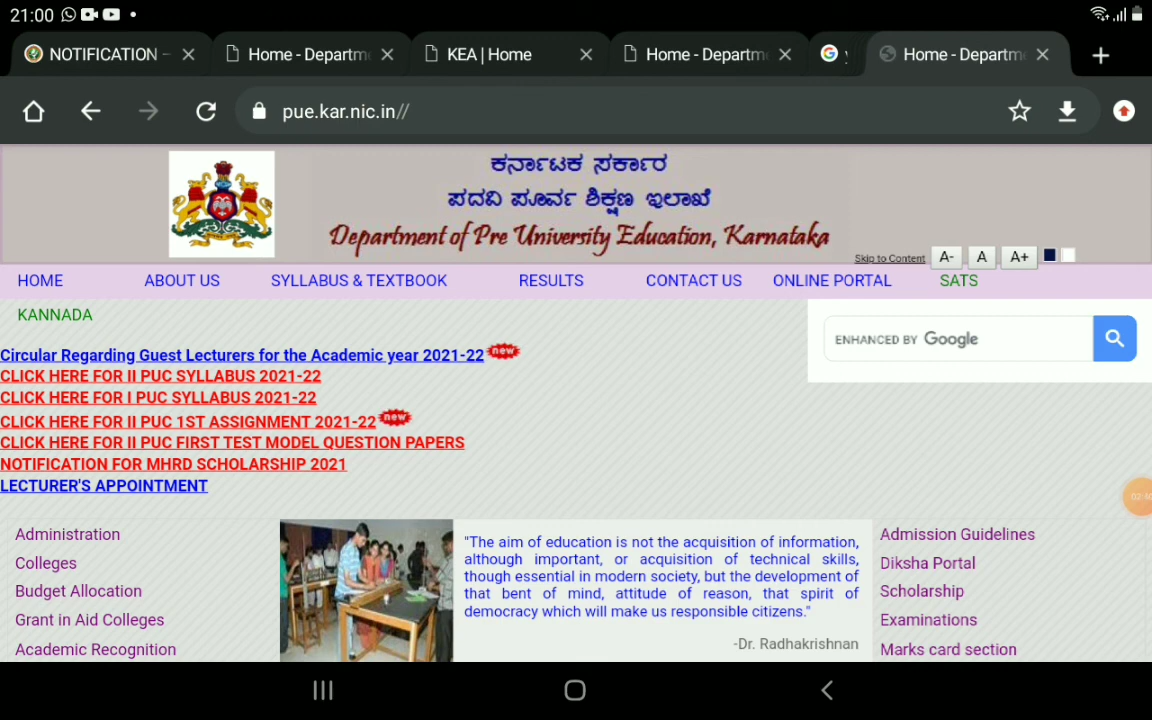 21:00
NOTIFICATION -
Home - Departm
KEA | Home
Home - Departm
Home - Departm
pue.kar.nic.in//
ಕರ್ನಾಟಕ ಸರ್ಕಾರ
ಪದವಿ ಪೂರ್ವ ಶಿಕ್ಷಣ ಇಲಾಖೆ
Department of Pre University Education, Karnataka
Skip to Content A- A A+
HOME ABOUT US SYLLABUS & TEXTBOOK RESULTS CONTACT US ONLINE PORTAL SATS
KANNADA
ENHANCED BY Google
Circular Regarding Guest Lecturers for the Academic year 2021-22 new
CLICK HERE FOR II PUC SYLLABUS 2021-22
CLICK HERE FOR I PUC SYLLABUS 2021-22
CLICK HERE FOR II PUC 1ST ASSIGNMENT 2021-22 new
CLICK HERE FOR II PUC FIRST TEST MODEL QUESTION PAPERS
NOTIFICATION FOR MHRD SCHOLARSHIP 2021
LECTURER'S APPOINTMENT
Administration
Colleges
Budget Allocation
Grant in Aid Colleges
Academic Recognition
"The aim of education is not the acquisition of information,
although important, or acquisition of technical skills,
though essential in modern society, but the development of
that bent of mind, attitude of reason, that spirit of
democracy which will make us responsible citizens."
-Dr. Radhakrishnan
Admission Guidelines
Diksha Portal
Scholarship
Examinations
Marks card section